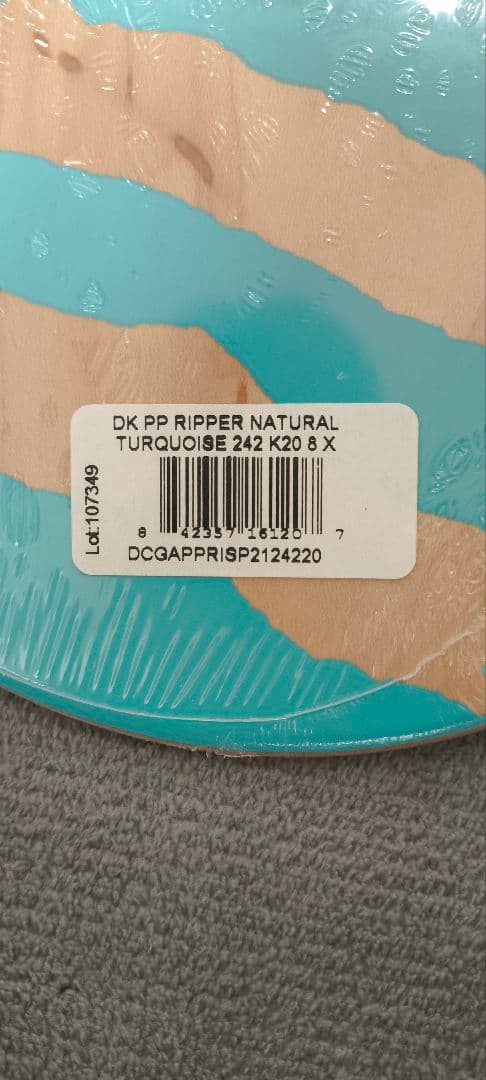 DK PP RIPPER NATURAL
TURQUOISE 242 K20 8 X
Lot:107349
8 42357 16120 7
DCGAPPRISP2124220